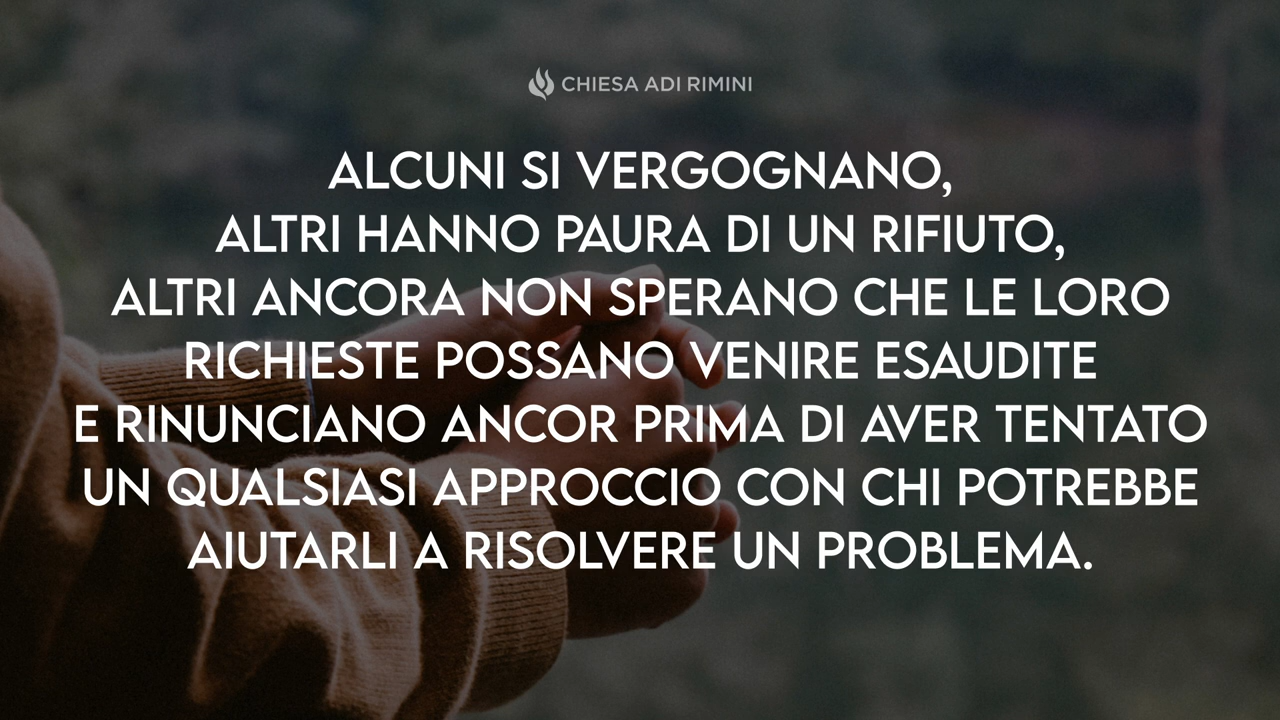 CHIESA ADI RIMINI
ALCUNI SI VERGOGNANO,
ALTRI HANNO PAURA DI UN RIFIUTO,
ALTRI ANCORA NON SPERANO CHE LE LORO
RICHIESTE POSSANO VENIRE ESAUDITE
E RINUNCIANO ANCOR PRIMA DI AVER TENTATO
UN QUALSIASI APPROCCIO CON CHI POTREBBE
AIUTARLI A RISOLVERE UN PROBLEMA.